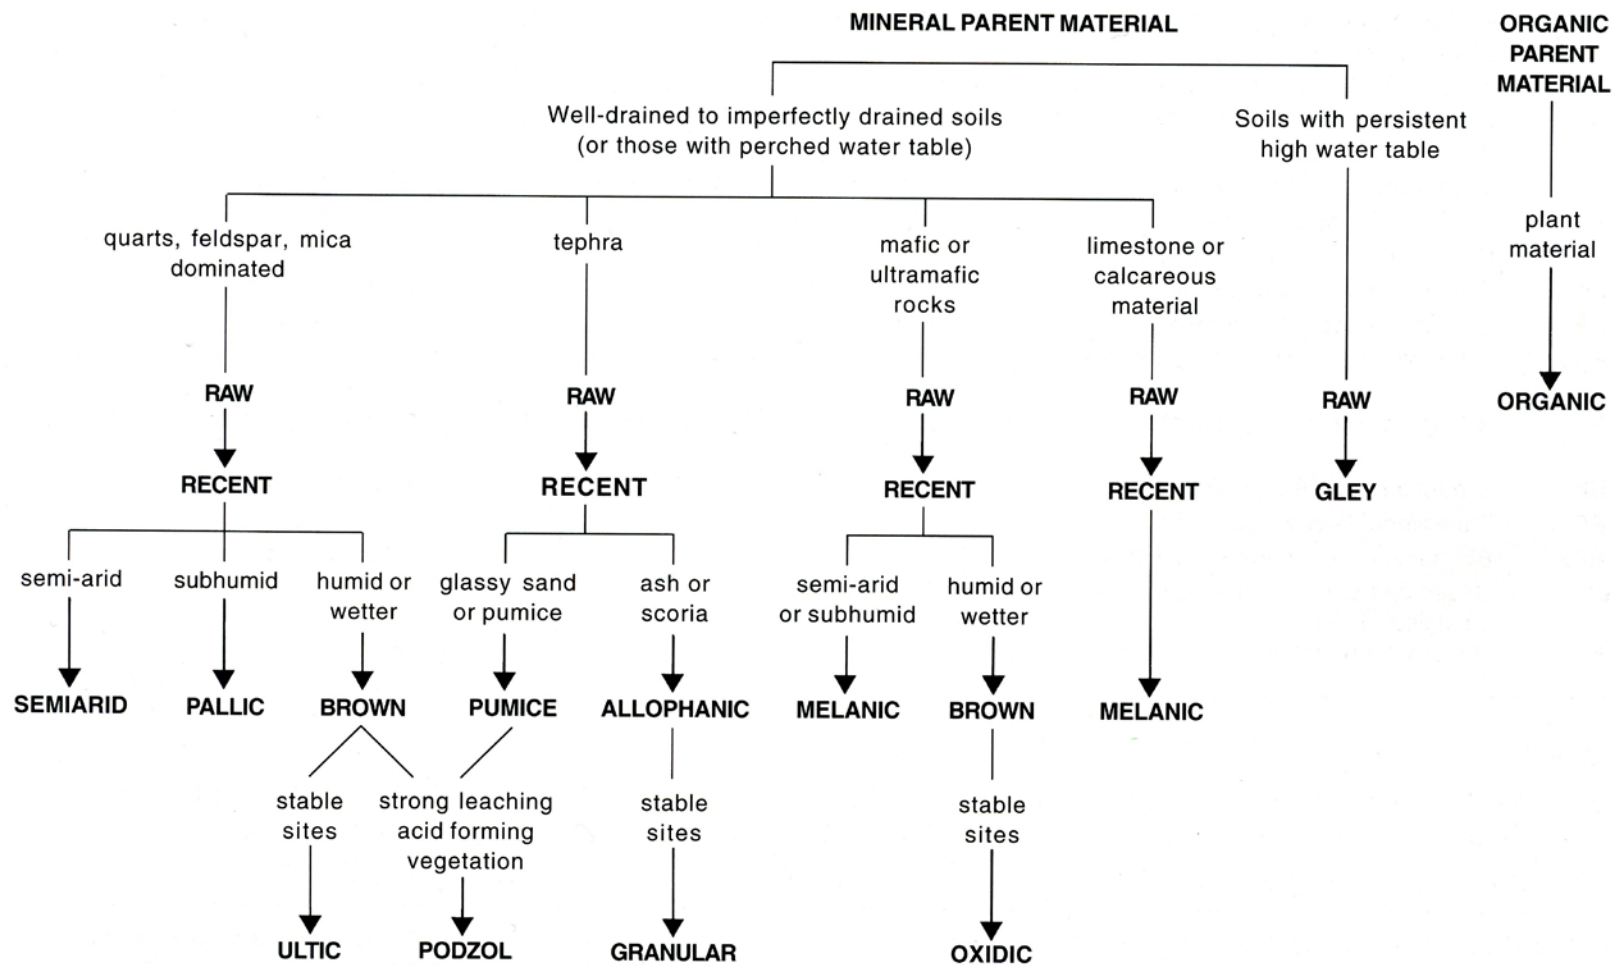 MINERAL PARENT MATERIAL
ORGANIC
PARENT
MATERIAL
Well-drained to imperfectly drained soils
(or those with perched water table)
Soils with persistent
high water table
quarts, feldspar, mica
dominated
tephra
mafic or
ultramafic
rocks
limestone or
calcareous
material
plant
material
RAW
RAW
RAW
RAW
RAW
ORGANIC
RECENT
RECENT
RECENT
RECENT
GLEY
semi-arid
subhumid
humid or
wetter
glassy sand
or pumice
ash or
scoria
semi-arid
or subhumid
humid or
wetter
SEMIARID
PALLIC
BROWN
PUMICE
ALLOPHANIC
MELANIC
BROWN
MELANIC
stable
sites
strong leaching
acid forming
vegetation
stable
sites
stable
sites
ULTIC
PODZOL
GRANULAR
OXIDIC